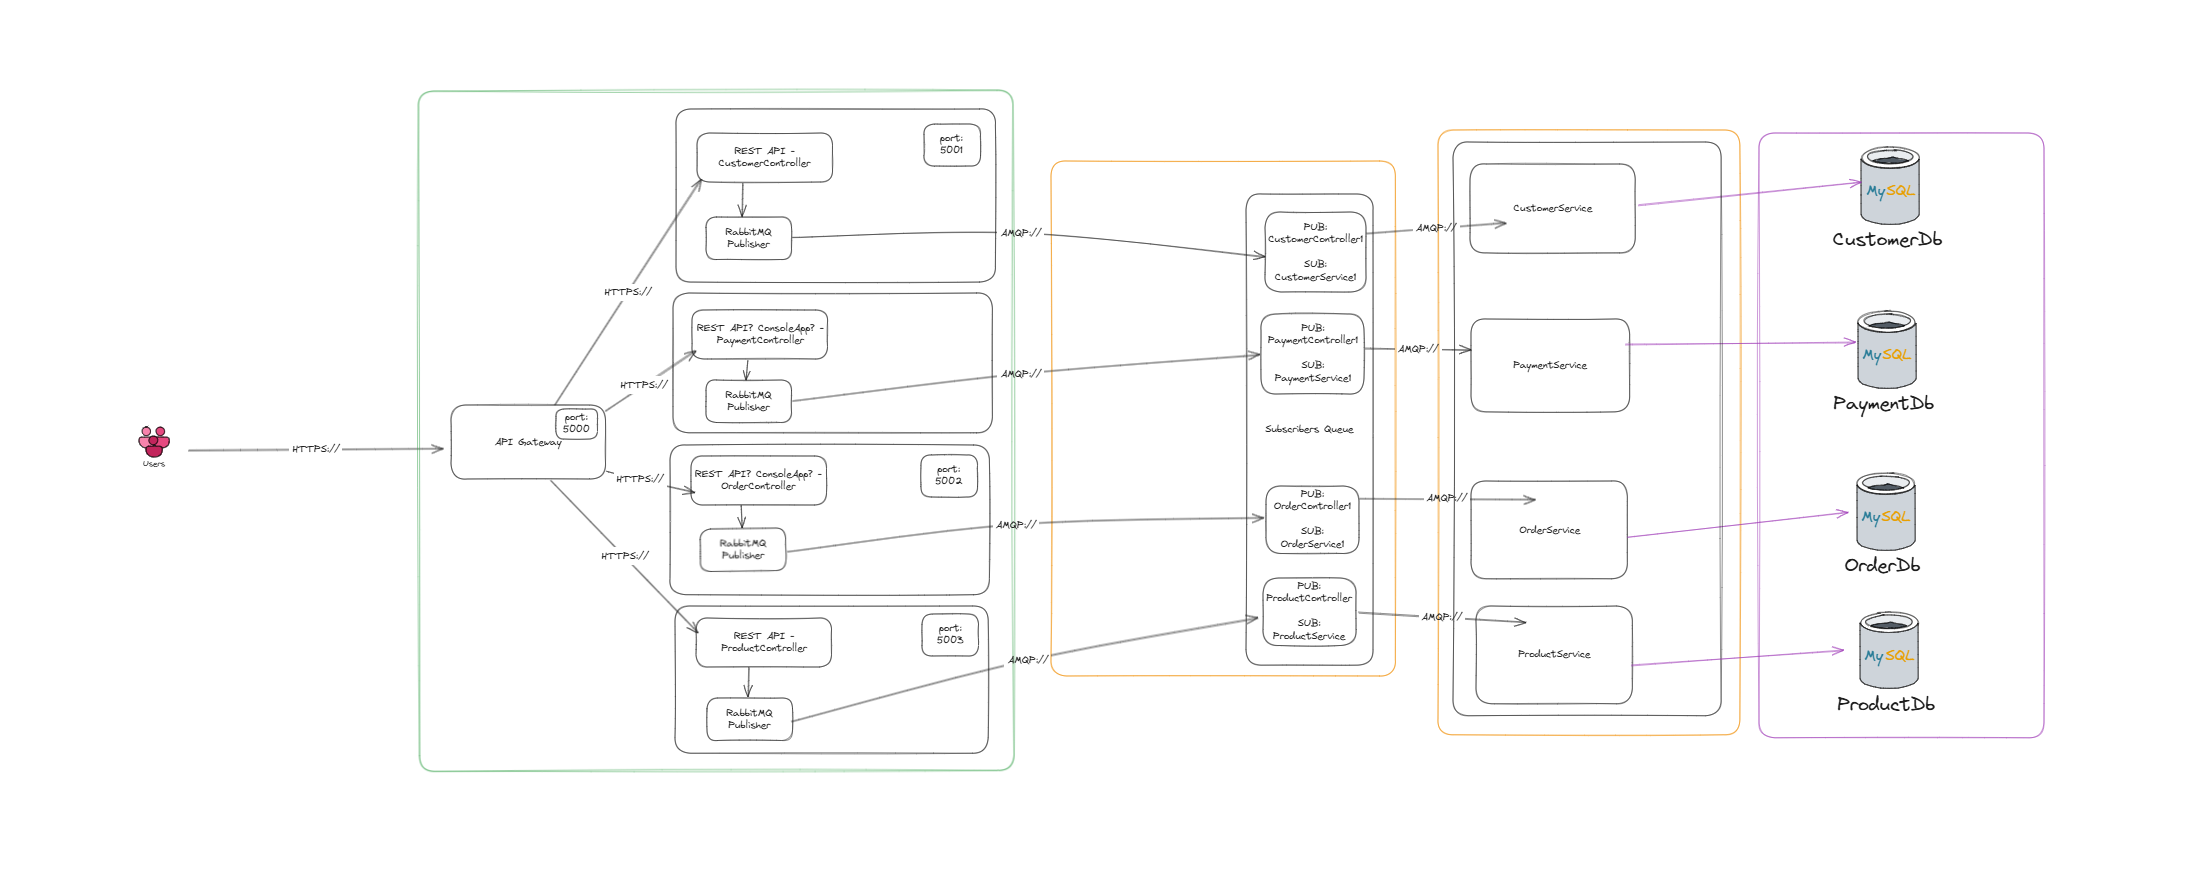 Users
HTTPS://
API Gateway
port:
5000
HTTPS://
HTTPS://
HTTPS://
HTTPS://
REST API -
CustomerController
port:
5001
RabbitMQ
Publisher
AMQP://
REST API? ConsoleApp? -
PaymentController
RabbitMQ
Publisher
AMQP://
REST API? ConsoleApp? -
OrderController
port:
5002
RabbitMQ
Publisher
AMQP://
REST API -
ProductController
port:
5003
RabbitMQ
Publisher
AMQP://
PUB:
CustomerController1
SUB:
CustomerService1
PUB:
PaymentController1
SUB:
PaymentService1
Subscribers Queue
PUB:
OrderController1
SUB:
OrderService1
PUB:
ProductController
SUB:
ProductService
AMQP://
AMQP://
AMQP://
AMQP://
CustomerService
PaymentService
OrderService
ProductService
MySQL
CustomerDb
MySQL
PaymentDb
MySQL
OrderDb
MySQL
ProductDb